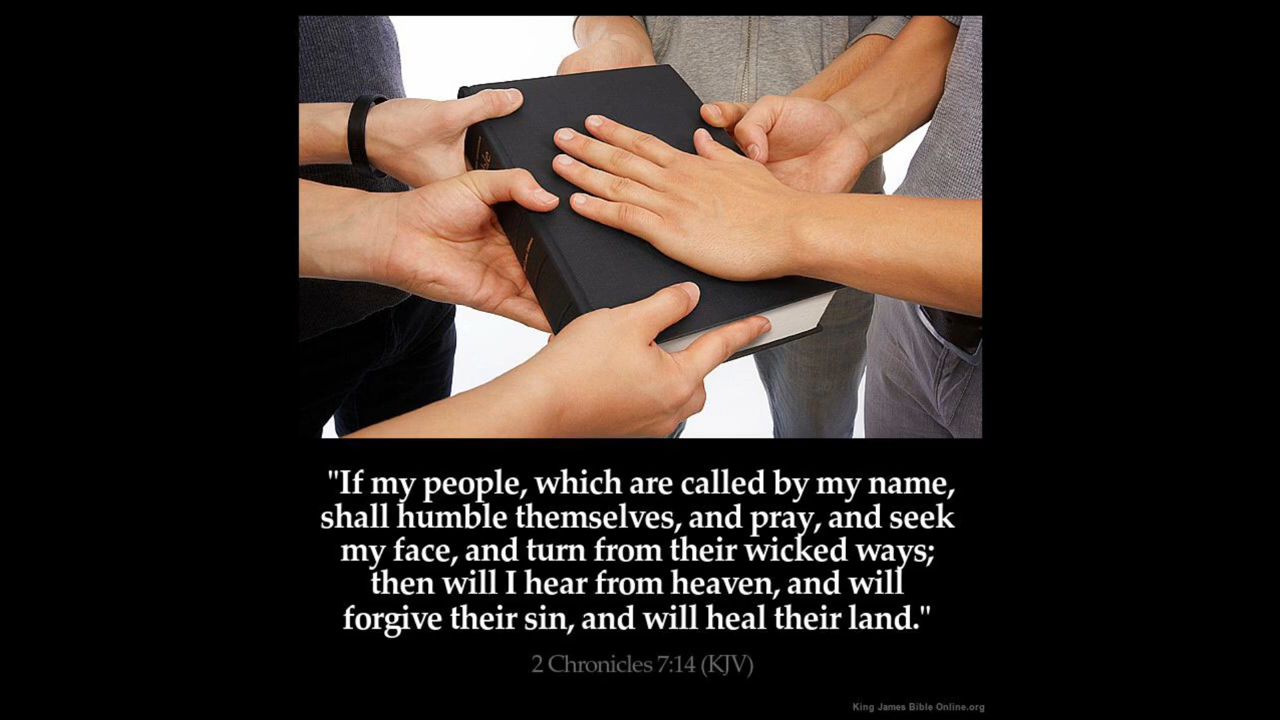 "If my people, which are called by my name,
shall humble themselves, and pray, and seek
my face, and turn from their wicked ways;
then will I hear from heaven, and will
forgive their sin, and will heal their land."
2 Chronicles 7:14 (KJV)
King James Bible Online.org